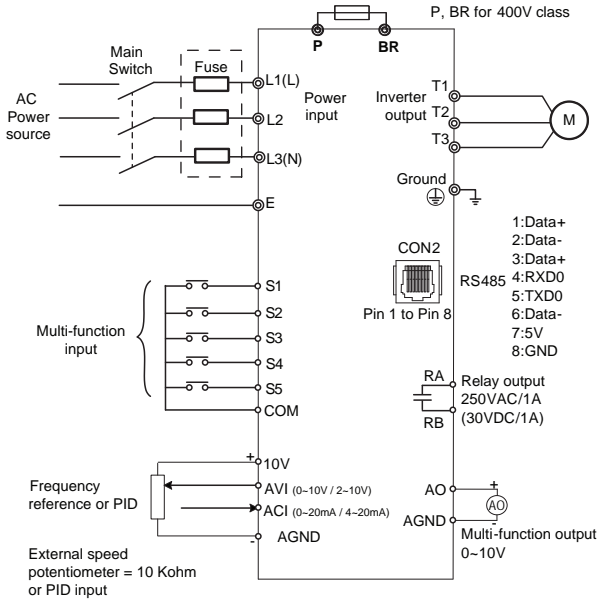 P, BR for 400V class
P
BR
Main
Switch
Fuse
AC
Power
source
L1(L)
L2
L3(N)
E
Power
input
Inverter
output
T1
T2
T3
M
Ground
CON2
Pin 1 to Pin 8
RS485
1:Data+
2:Data-
3:Data+
4:RXD0
5:TXD0
6:Data-
7:5V
8:GND
Multi-function
input
S1
S2
S3
S4
S5
COM
RA
RB
Relay output
250VAC/1A
(30VDC/1A)
Frequency
reference or PID
+
10V
AVI (0~10V / 2~10V)
ACI (0~20mA / 4~20mA)
-
AGND
External speed
potentiometer = 10 Kohm
or PID input
AO
+
AO
AGND
-
Multi-function output
0~10V